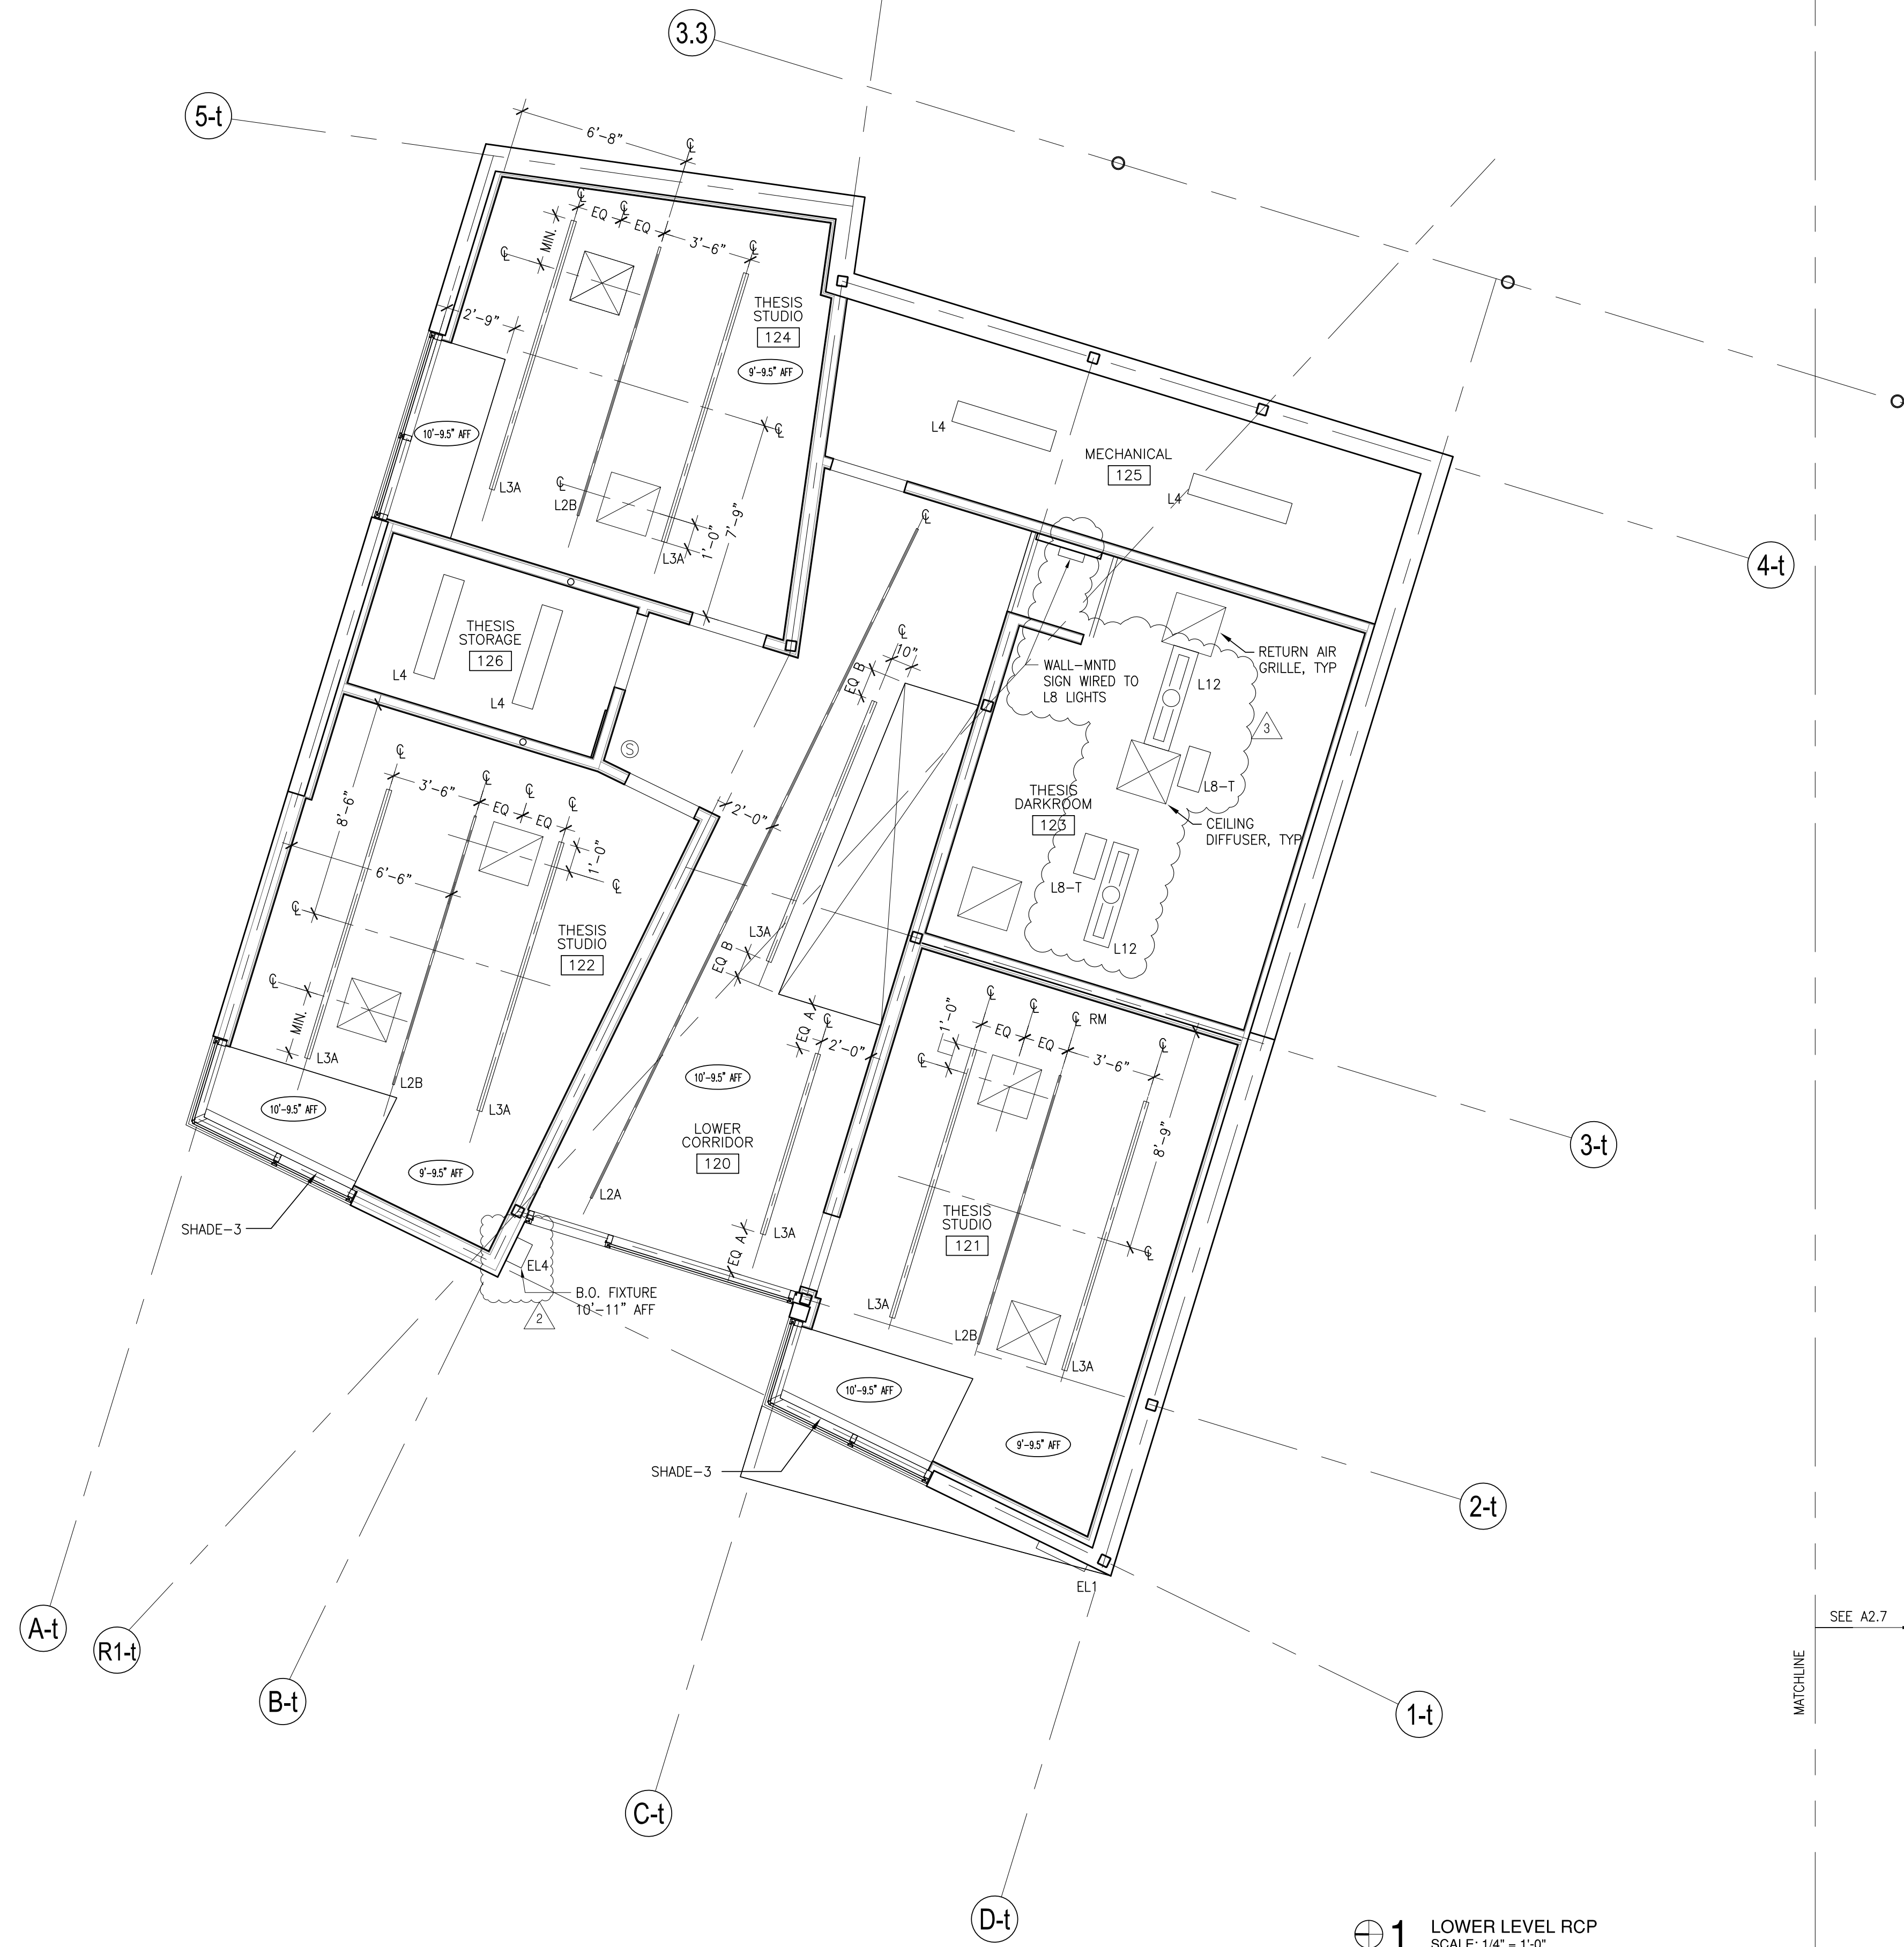 3.3
5-t
6'-8"
℄
℄
EQ
℄
EQ
MIN.
℄
3'-6"
℄
THESIS
STUDIO
124
9'-9.5" AFF
2'-9"
10'-9.5" AFF
℄
L3A
L2B
℄
L3A
1'-0"
7'-9"
L4
MECHANICAL
125
L4
4-t
℄
THESIS
STORAGE
126
L4
L4
S
℄
10"
EQ B
WALL-MNTD
SIGN WIRED TO
L8 LIGHTS
RETURN AIR
GRILLE, TYP
L12
3
L8-T
THESIS
DARKROOM
123
CEILING
DIFFUSER, TYP
L8-T
L12
2'-0"
L3A
EQ B
℄
3'-6"
℄
EQ
℄
EQ
℄
8'-6"
1'-0"
℄
6'-6"
℄
THESIS
STUDIO
122
℄
MIN.
L3A
L2B
L3A
10'-9.5" AFF
9'-9.5" AFF
SHADE-3
EQ A
℄
2'-0"
10'-9.5" AFF
LOWER
CORRIDOR
120
L2A
L3A
EQ A
EL4
B.O. FIXTURE
10'-11" AFF
2
℄
1'-0"
EQ
℄
EQ
℄ RM
3'-6"
℄
℄
8'-9"
THESIS
STUDIO
121
℄
L3A
L2B
L3A
10'-9.5" AFF
9'-9.5" AFF
SHADE-3
EL1
3-t
2-t
1-t
A-t
R1-t
B-t
C-t
D-t
SEE A2.7
MATCHLINE
1
LOWER LEVEL RCP
SCALE: 1/4" = 1'-0"